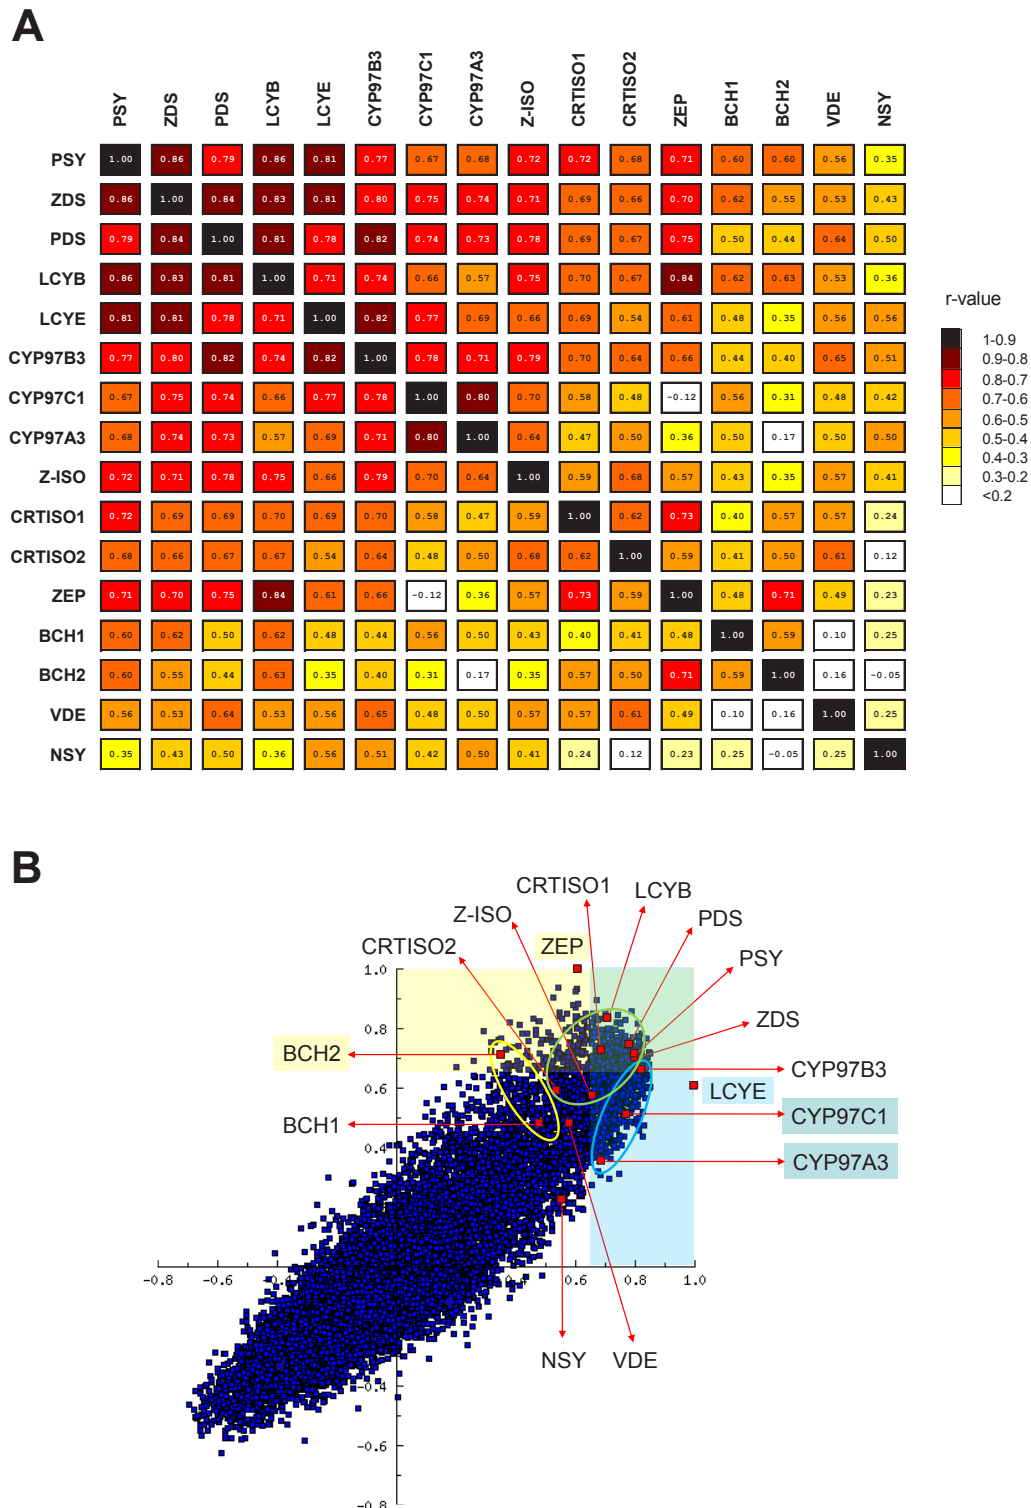 A
PSY ZDS PDS LCYB LCYE CYP97B3 CYP97C1 CYP97A3 Z-ISO CRTISO1 CRTISO2 ZEP BCH1 BCH2 VDE NSY
PSY 1.00 0.86 0.79 0.86 0.81 0.77 0.67 0.68 0.72 0.72 0.68 0.71 0.60 0.60 0.56 0.35
ZDS 0.86 1.00 0.84 0.83 0.81 0.80 0.75 0.74 0.71 0.69 0.66 0.70 0.62 0.55 0.53 0.43
PDS 0.79 0.84 1.00 0.81 0.78 0.82 0.74 0.73 0.78 0.69 0.67 0.75 0.50 0.44 0.64 0.50
LCYB 0.86 0.83 0.81 1.00 0.71 0.74 0.66 0.57 0.75 0.70 0.67 0.84 0.62 0.63 0.53 0.36
LCYE 0.81 0.81 0.78 0.71 1.00 0.82 0.77 0.69 0.66 0.69 0.54 0.61 0.48 0.35 0.56 0.56
CYP97B3 0.77 0.80 0.82 0.74 0.82 1.00 0.78 0.71 0.79 0.70 0.64 0.66 0.44 0.40 0.65 0.51
CYP97C1 0.67 0.75 0.74 0.66 0.77 0.78 1.00 0.80 0.70 0.58 0.48 -0.12 0.56 0.31 0.48 0.42
CYP97A3 0.68 0.74 0.73 0.57 0.69 0.71 0.80 1.00 0.64 0.47 0.50 0.36 0.50 0.17 0.50 0.50
Z-ISO 0.72 0.71 0.78 0.75 0.66 0.79 0.70 0.64 1.00 0.59 0.68 0.57 0.43 0.35 0.57 0.41
CRTISO1 0.72 0.69 0.69 0.70 0.69 0.70 0.58 0.47 0.59 1.00 0.62 0.73 0.40 0.57 0.57 0.24
CRTISO2 0.68 0.66 0.67 0.67 0.54 0.64 0.48 0.50 0.68 0.62 1.00 0.59 0.41 0.50 0.61 0.12
ZEP 0.71 0.70 0.75 0.84 0.61 0.66 -0.12 0.36 0.57 0.73 0.59 1.00 0.48 0.71 0.49 0.23
BCH1 0.60 0.62 0.50 0.62 0.48 0.44 0.56 0.50 0.43 0.40 0.41 0.48 1.00 0.59 0.10 0.25
BCH2 0.60 0.55 0.44 0.63 0.35 0.40 0.31 0.17 0.35 0.57 0.50 0.71 0.59 1.00 0.16 -0.05
VDE 0.56 0.53 0.64 0.53 0.56 0.65 0.48 0.50 0.57 0.57 0.61 0.49 0.10 0.16 1.00 0.25
NSY 0.35 0.43 0.50 0.36 0.56 0.51 0.42 0.50 0.41 0.24 0.12 0.23 0.25 -0.05 0.25 1.00
r-value
1-0.9
0.9-0.8
0.8-0.7
0.7-0.6
0.6-0.5
0.5-0.4
0.4-0.3
0.3-0.2
<0.2
B
CRTISO1
LCYB
Z-ISO
PDS
CRTISO2
ZEP
PSY
1.0
ZDS
0.8
BCH2
CYP97B3
0.6
LCYE
BCH1
CYP97C1
0.4
CYP97A3
-0.8 -0.6 0.4 0.6 0.8 1.0
NSY
VDE
-0.4
-0.6
-0.8